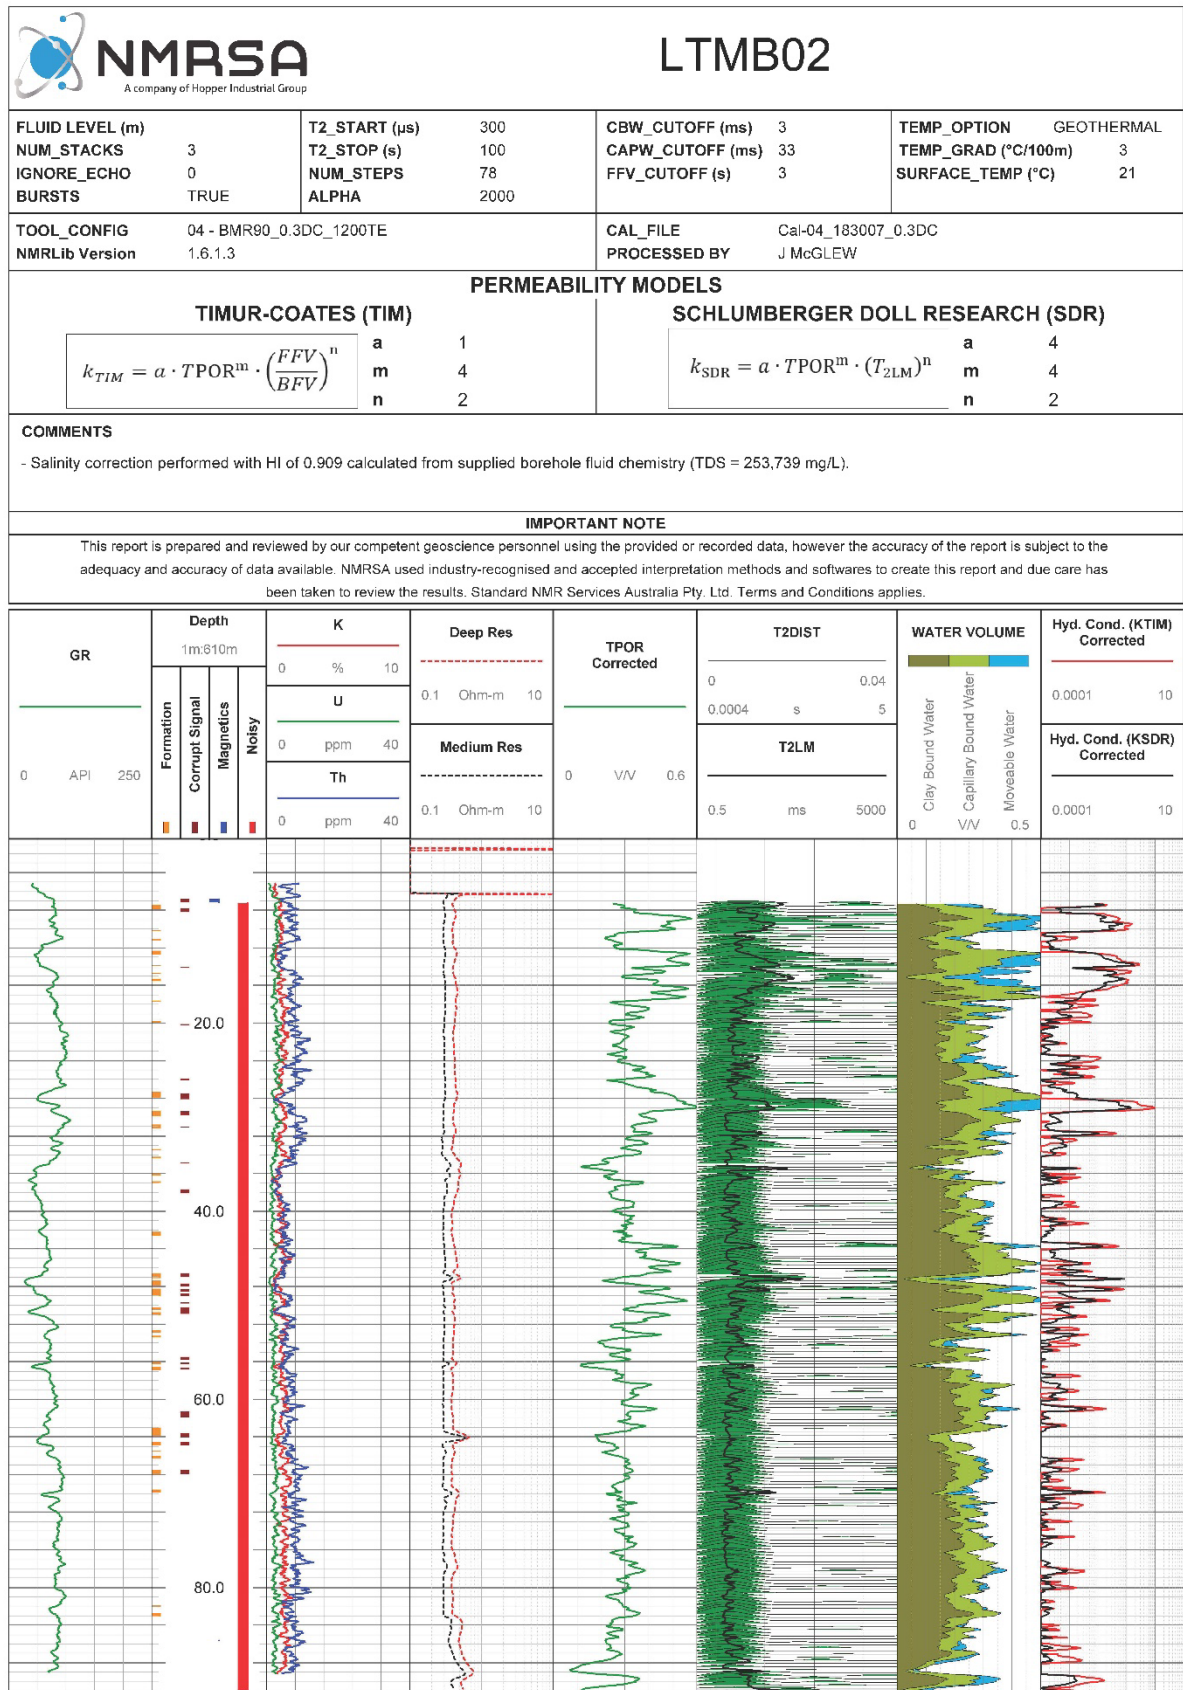 NMRSA
A company of Hopper Industrial Group
LTMB02
FLUID LEVEL (m)
NUM_STACKS 3
IGNORE_ECHO 0
BURSTS TRUE
T2_START (µs) 300
T2_STOP (s) 100
NUM_STEPS 78
ALPHA 2000
CBW_CUTOFF (ms) 3
CAPW_CUTOFF (ms) 33
FFV_CUTOFF (s) 3
TEMP_OPTION GEOTHERMAL
TEMP_GRAD (°C/100m) 3
SURFACE_TEMP (°C) 21
TOOL_CONFIG 04 - BMR90_0.3DC_1200TE
NMRLib Version 1.6.1.3
CAL_FILE Cal-04_183007_0.3DC
PROCESSED BY J McGLEW
PERMEABILITY MODELS
TIMUR-COATES (TIM)
k_TIM = a · TPOR^m · (FFV/BFV)^n
a 1
m 4
n 2
SCHLUMBERGER DOLL RESEARCH (SDR)
k_SDR = a · TPOR^m · (T_2LM)^n
a 4
m 4
n 2
COMMENTS
- Salinity correction performed with HI of 0.909 calculated from supplied borehole fluid chemistry (TDS = 253,739 mg/L).
IMPORTANT NOTE
This report is prepared and reviewed by our competent geoscience personnel using the provided or recorded data, however the accuracy of the report is subject to the
adequacy and accuracy of data available. NMRSA used industry-recognised and accepted interpretation methods and softwares to create this report and due care has
been taken to review the results. Standard NMR Services Australia Pty. Ltd. Terms and Conditions applies.
GR
0 API 250
Depth
1m:610m
Formation
Corrupt Signal
Magnetics
Noisy
K
0 % 10
U
0 ppm 40
Th
0 ppm 40
Deep Res
0.1 Ohm-m 10
Medium Res
0.1 Ohm-m 10
TPOR
Corrected
0 V/V 0.6
T2DIST
0 0.04
0.0004 s 5
T2LM
0.5 ms 5000
WATER VOLUME
Clay Bound Water
Capillary Bound Water
Moveable Water
0 V/V 0.5
Hyd. Cond. (KTIM)
Corrected
0.0001 10
Hyd. Cond. (KSDR)
Corrected
0.0001 10
20.0
40.0
60.0
80.0